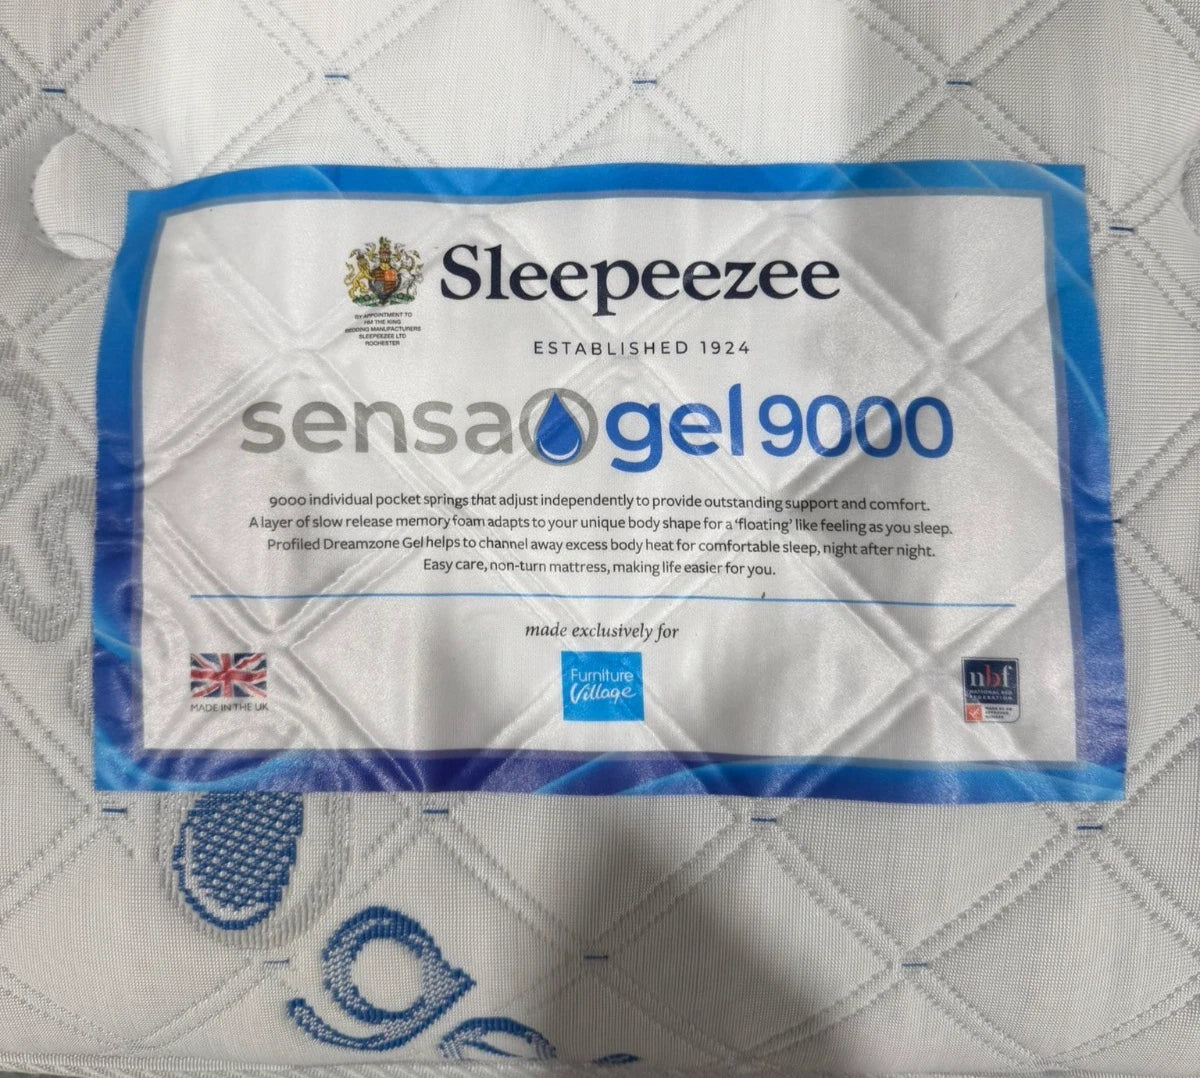 Sleepeezee
BY APPOINTMENT TO
HM THE KING
BEDDING MANUFACTURERS
SLEEPEEZEE LTD
ROCHESTER
ESTABLISHED 1924
sensa gel 9000
9000 individual pocket springs that adjust independently to provide outstanding support and comfort.
A layer of slow release memory foam adapts to your unique body shape for a 'floating' like feeling as you sleep.
Profiled Dreamzone Gel helps to channel away excess body heat for comfortable sleep, night after night.
Easy care, non-turn mattress, making life easier for you.
made exclusively for
Furniture
Village
MADE IN THE UK
nbf
NATIONAL BED
FEDERATION